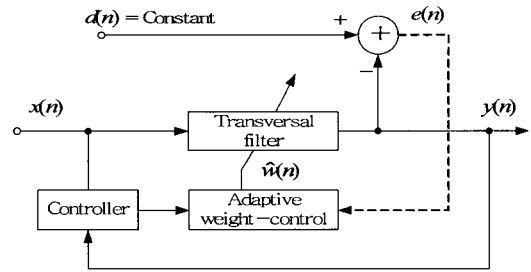 d(n) = Constant
+
+
e(n)
−
x(n)
Transversal
filter
y(n)
ŵ(n)
Controller
Adaptive
weight−control